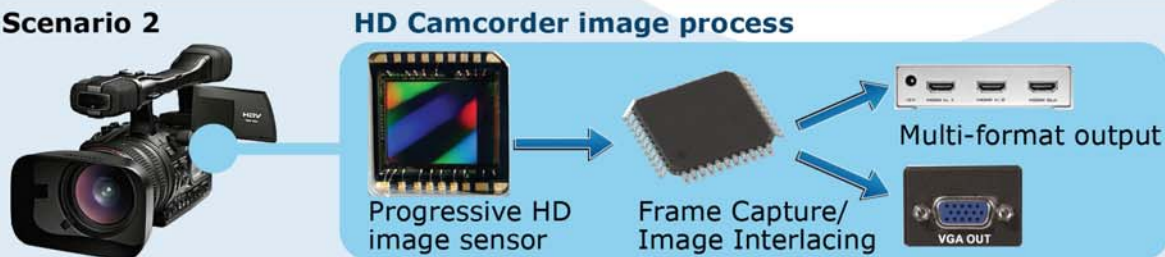 Scenario 2
HD Camcorder image process
HDV
Multi-format output
Progressive HD
image sensor
Frame Capture/
Image Interlacing
VGA OUT